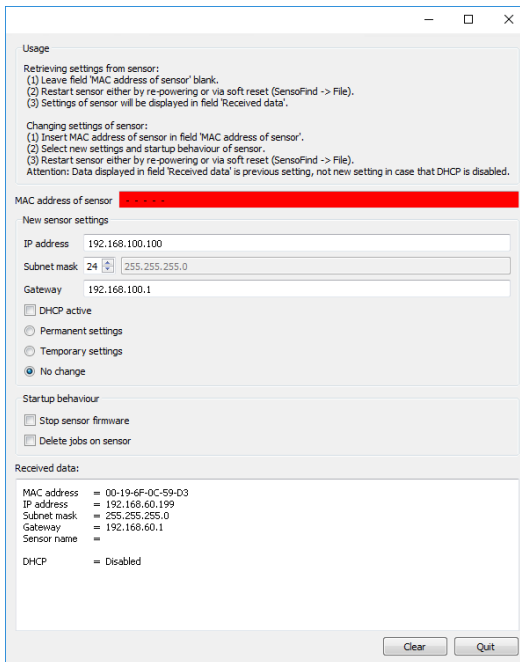 Usage
Retrieving settings from sensor:
(1) Leave field 'MAC address of sensor' blank.
(2) Restart sensor either by re-powering or via soft reset (SensoFind -> File).
(3) Settings of sensor will be displayed in field 'Received data'.
Changing settings of sensor:
(1) Insert MAC address of sensor in field 'MAC address of sensor'.
(2) Select new settings and startup behaviour of sensor.
(3) Restart sensor either by re-powering or via soft reset (SensoFind -> File).
Attention: Data displayed in field 'Received data' is previous setting, not new setting in case that DHCP is disabled.
MAC address of sensor - - - - -
New sensor settings
IP address 192.168.100.100
Subnet mask 24 255.255.255.0
Gateway 192.168.100.1
DHCP active
Permanent settings
Temporary settings
No change
Startup behaviour
Stop sensor firmware
Delete jobs on sensor
Received data:
MAC address = 00-19-6F-0C-59-D3
IP address = 192.168.60.199
Subnet mask = 255.255.255.0
Gateway = 192.168.60.1
Sensor name =
DHCP = Disabled
Clear Quit